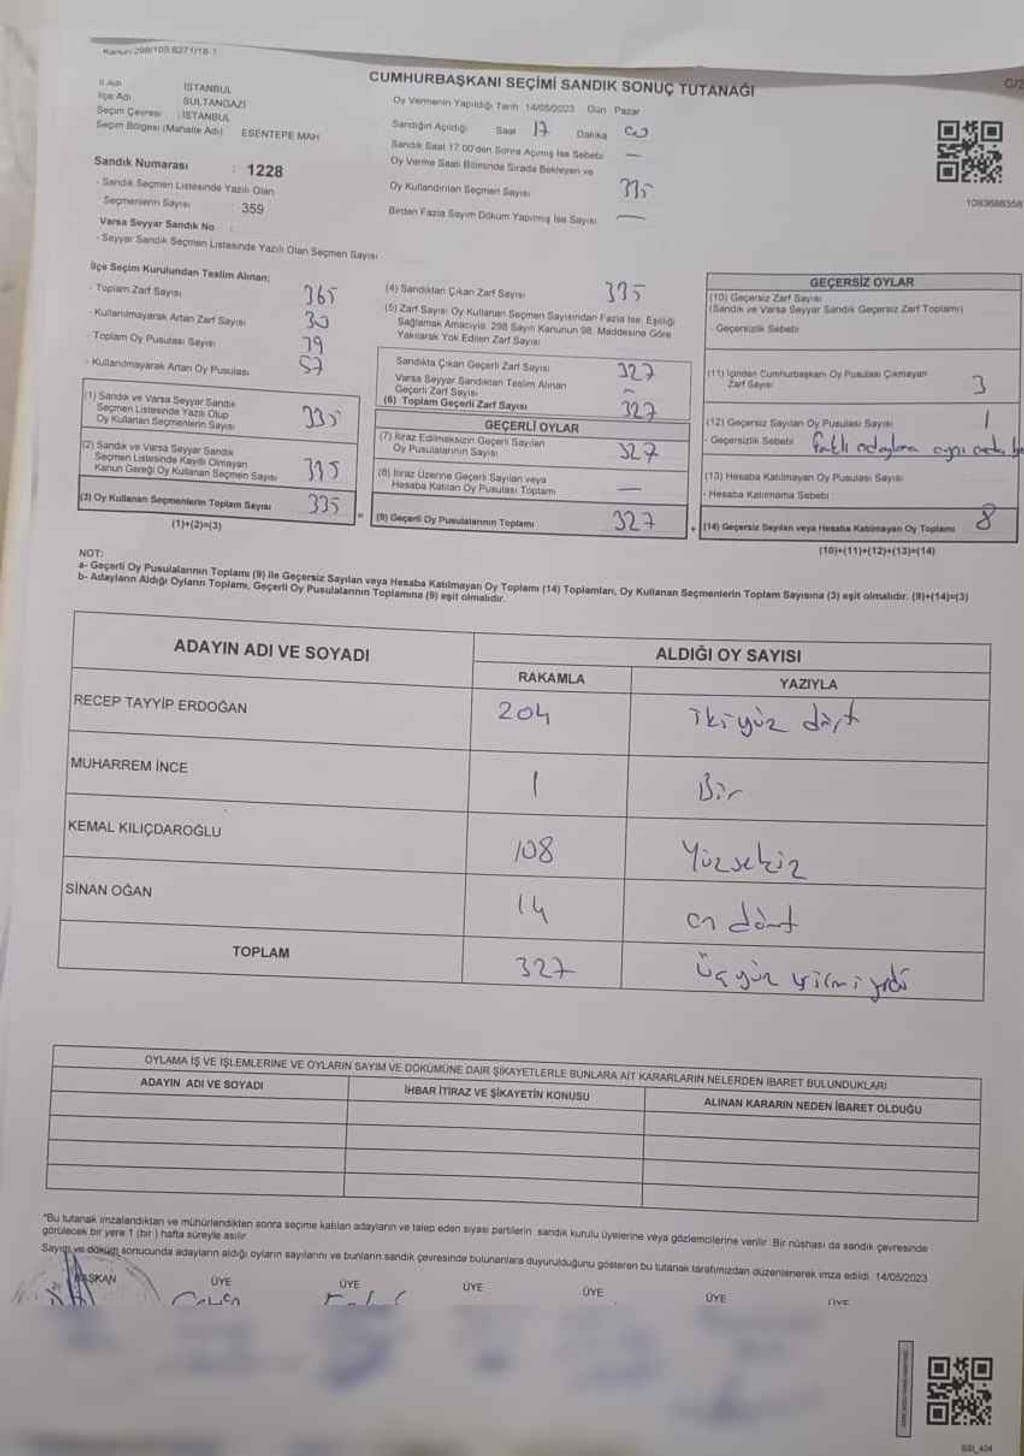 Kanun 298/105,6271/18-1
C/2
CUMHURBAŞKANI SEÇİMİ SANDIK SONUÇ TUTANAĞI
İl Adı : İSTANBUL
İlçe Adı SULTANGAZİ
Seçim Çevresi : İSTANBUL
Seçim Bölgesi (Mahalle Adı) ESENTEPE MAH
Sandık Numarası : 1228
- Sandık Seçmen Listesinde Yazılı Olan
Seçmenlerin Sayısı : 359
Varsa Seyyar Sandık No :
- Seyyar Sandık Seçmen Listesinde Yazılı Olan Seçmen Sayısı
Oy Vermenin Yapıldığı Tarih 14/05/2023 Gün Pazar
Sandığın Açıldığı Saat 17 Dakika 00
Sandık Saat 17.00'den Sonra Açılmış İse Sebebi —
Oy Verme Saati Bitiminde Sırada Bekleyen ve
Oy Kullandırılan Seçmen Sayısı 335
Birden Fazla Sayım Döküm Yapılmış İse Sayısı —
İlçe Seçim Kurulundan Teslim Alınan;
- Toplam Zarf Sayısı 365
- Kullanılmayarak Artan Zarf Sayısı 30
- Toplam Oy Pusulası Sayısı
- Kullanılmayarak Artan Oy Pusulası 57
(1) Sandık ve Varsa Seyyar Sandık
Seçmen Listesinde Yazılı Olup
Oy Kullanan Seçmenlerin Sayısı 335
(2) Sandık ve Varsa Seyyar Sandık
Seçmen Listesinde Kayıtlı Olmayan
Kanun Gereği Oy Kullanan Seçmen Sayısı
(3) Oy Kullanan Seçmenlerin Toplam Sayısı 335
(1)+(2)=(3)
(4) Sandıktan Çıkan Zarf Sayısı 335
(5) Zarf Sayısı Oy Kullanan Seçmen Sayısından Fazla İse, Eşitliği
Sağlamak Amacıyla, 298 Sayılı Kanunun 98. Maddesine Göre
Yakılarak Yok Edilen Zarf Sayısı
Sandıkta Çıkan Geçerli Zarf Sayısı 327
Varsa Seyyar Sandıktan Teslim Alınan
Geçerli Zarf Sayısı –
(6) Toplam Geçerli Zarf Sayısı 327
GEÇERLİ OYLAR
(7) İtiraz Edilmeksizin Geçerli Sayılan
Oy Pusulalarının Sayısı 327
(8) İtiraz Üzerine Geçerli Sayılan veya
Hesaba Katılan Oy Pusulası Toplamı —
= (9) Geçerli Oy Pusulalarının Toplamı 327
GEÇERSİZ OYLAR
(10) Geçersiz Zarf Sayısı
(Sandık ve Varsa Seyyar Sandık Geçersiz Zarf Toplamı)
- Geçersizlik Sebebi
(11) İçinden Cumhurbaşkanı Oy Pusulası Çıkmayan
Zarf Sayısı 3
(12) Geçersiz Sayılan Oy Pusulası Sayısı 1
- Geçersizlik Sebebi farklı adaylara aynı anda
(13) Hesaba Katılmayan Oy Pusulası Sayısı
- Hesaba Katılmama Sebebi
+ (14) Geçersiz Sayılan veya Hesaba Katılmayan Oy Toplamı 8
(10)+(11)+(12)+(13)=(14)
NOT:
a- Geçerli Oy Pusulalarının Toplamı (9) ile Geçersiz Sayılan veya Hesaba Katılmayan Oy Toplamı (14) Toplamları, Oy Kullanan Seçmenlerin Toplam Sayısına (3) eşit olmalıdır. (9)+(14)=(3)
b- Adayların Aldığı Oyların Toplamı, Geçerli Oy Pusulalarının Toplamına (9) eşit olmalıdır.
ADAYIN ADI VE SOYADI ALDIĞI OY SAYISI
RAKAMLA YAZIYLA
RECEP TAYYİP ERDOĞAN 204 iki yüz dört
MUHARREM İNCE 1 Bir
KEMAL KILIÇDAROĞLU 108 Yüzsekiz
SİNAN OĞAN 14 on dört
TOPLAM 327 üç yüz yirmi yedi
OYLAMA İŞ VE İŞLEMLERİNE VE OYLARIN SAYIM VE DÖKÜMÜNE DAİR ŞİKAYETLERLE BUNLARA AİT KARARLARIN NELERDEN İBARET BULUNDUKLARI
ADAYIN ADI VE SOYADI İHBAR İTİRAZ VE ŞİKAYETİN KONUSU ALINAN KARARIN NEDEN İBARET OLDUĞU
*Bu tutanak imzalandıktan ve mühürlendikten sonra seçime katılan adayların ve talep eden siyasi partilerin sandık kurulu üyelerine veya gözlemcilerine verilir. Bir nüshası da sandık çevresinde
görülecek bir yere 1 (bir) hafta süreyle asılır.
Sayım ve döküm sonucunda adayların aldığı oyların sayılarını ve bunların sandık çevresinde bulunanlara duyurulduğunu gösteren bu tutanak tarafımızdan düzenlenerek imza edildi. 14/05/2023
BAŞKAN ÜYE ÜYE ÜYE ÜYE ÜYE ÜYE